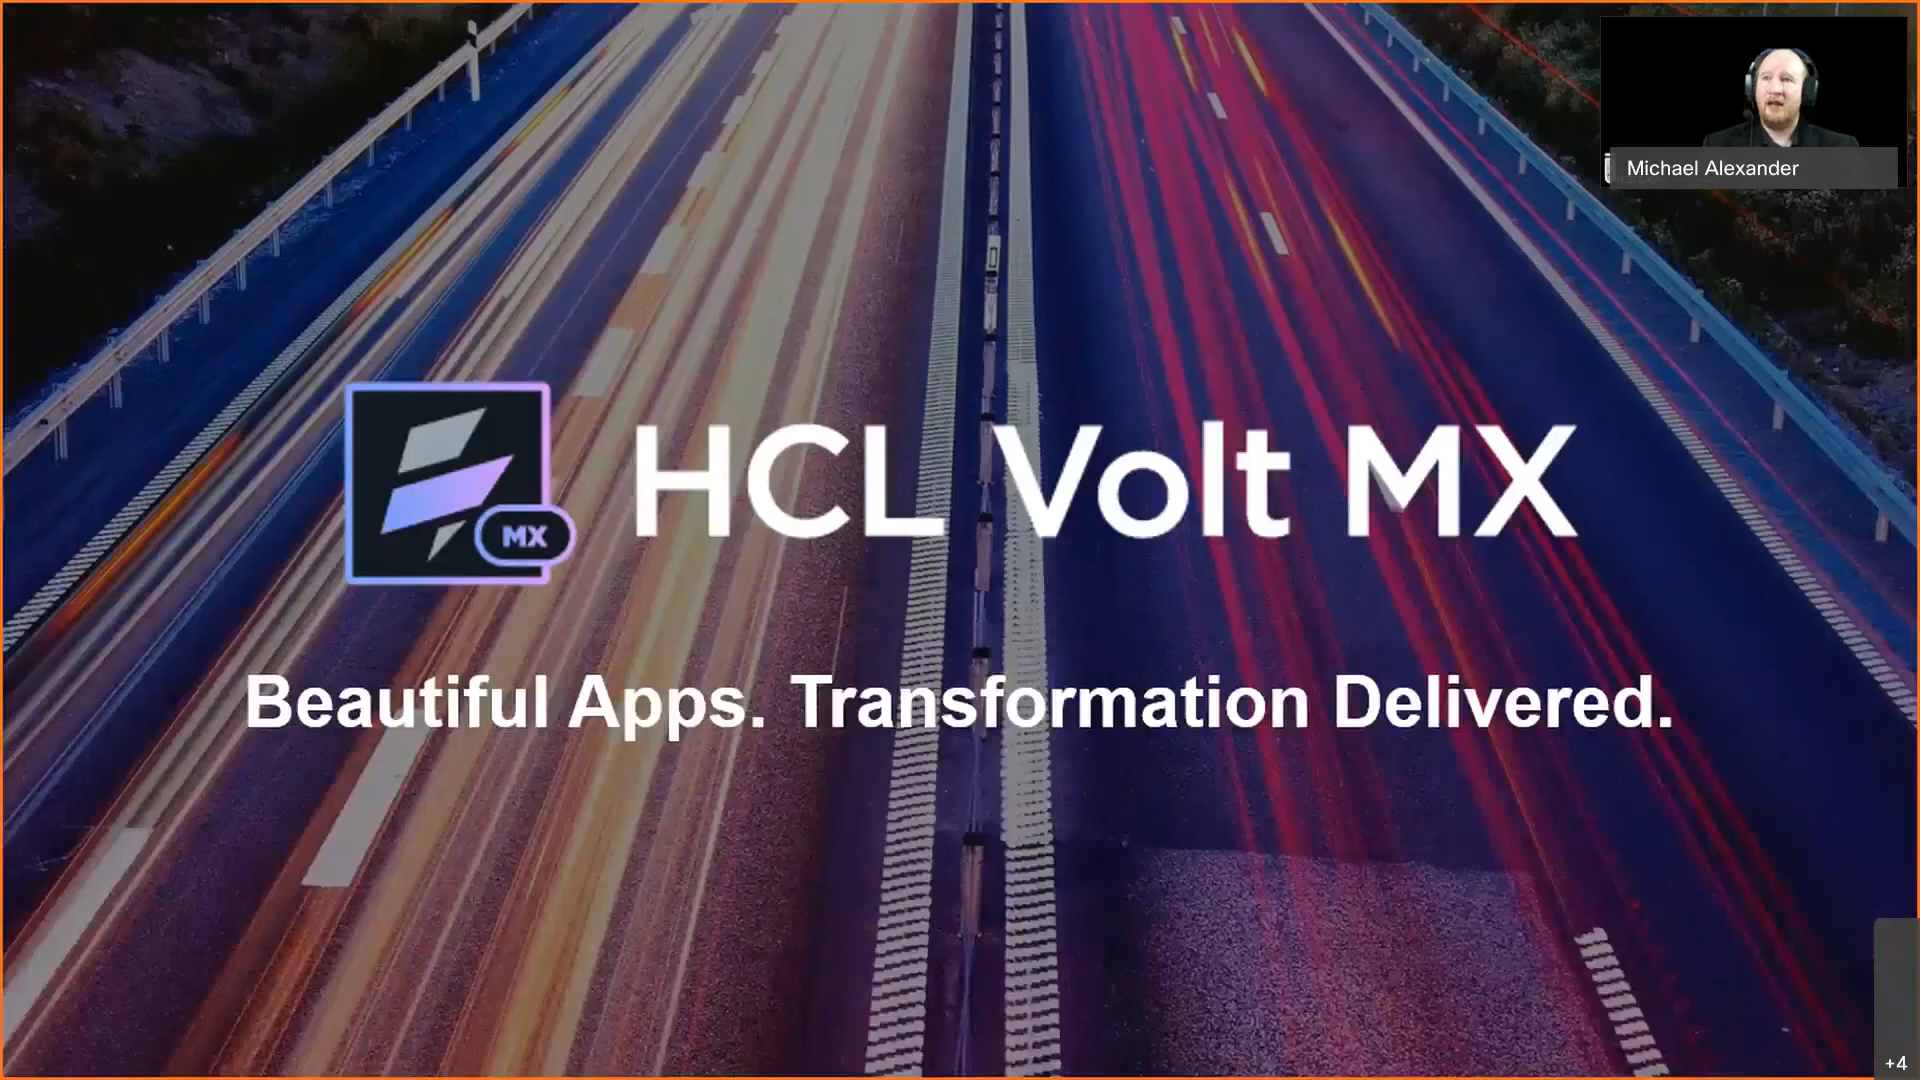 Michael Alexander
MX
HCL Volt MX
Beautiful Apps. Transformation Delivered.
+4